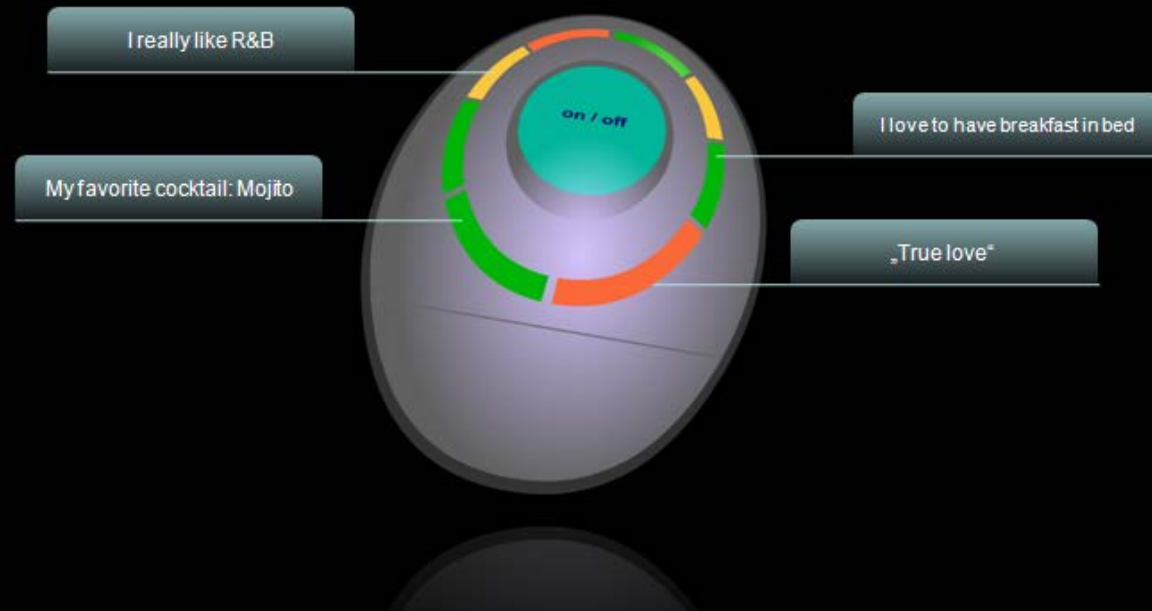 I really like R&B
on / off
I love to have breakfast in bed
My favorite cocktail: Mojito
„True love“